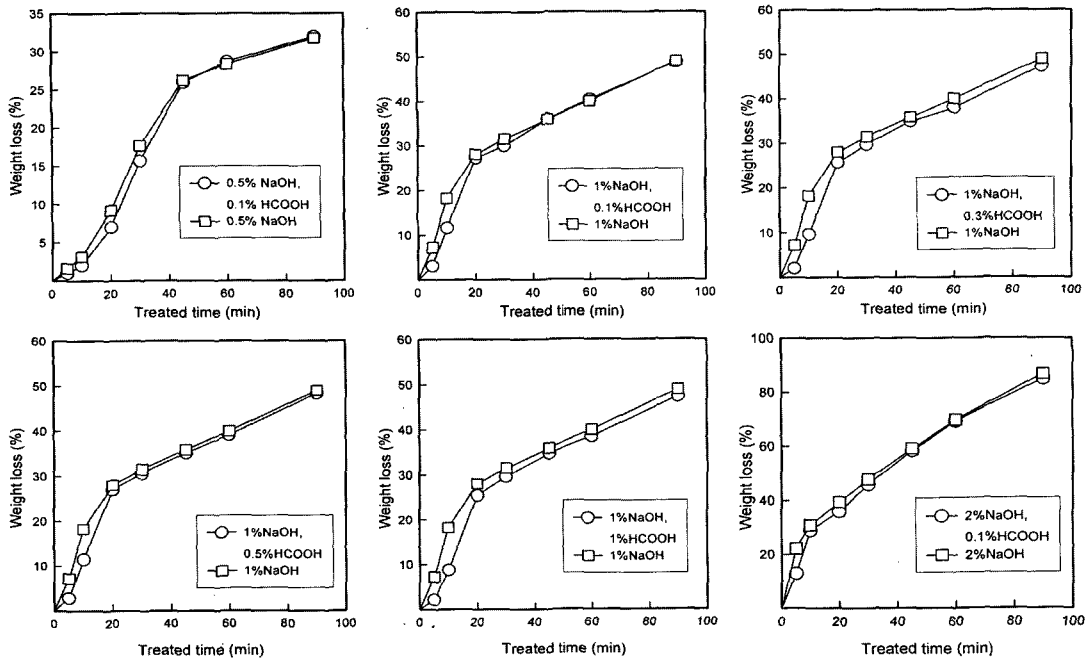 35
30
25
20
15
10
5
0 20 40 60 80 100
Weight loss (%)
Treated time (min)
0.5% NaOH,
0.1% HCOOH
0.5% NaOH
60
50
40
30
20
10
0 20 40 60 80 100
Weight loss (%)
Treated time (min)
1%NaOH,
0.1%HCOOH
1%NaOH
60
50
40
30
20
10
0 20 40 60 80 100
Weight loss (%)
Treated time (min)
1%NaOH,
0.3%HCOOH
1%NaOH
60
50
40
30
20
10
0 20 40 60 80 100
Weight loss (%)
Treated time (min)
1%NaOH,
0.5%HCOOH
1%NaOH
60
50
40
30
20
10
0 20 40 60 80 100
Weight loss (%)
Treated time (min)
1%NaOH,
1%HCOOH
1%NaOH
100
80
60
40
20
0 20 40 60 80 100
Weight loss (%)
Treated time (min)
2%NaOH,
0.1%HCOOH
2%NaOH